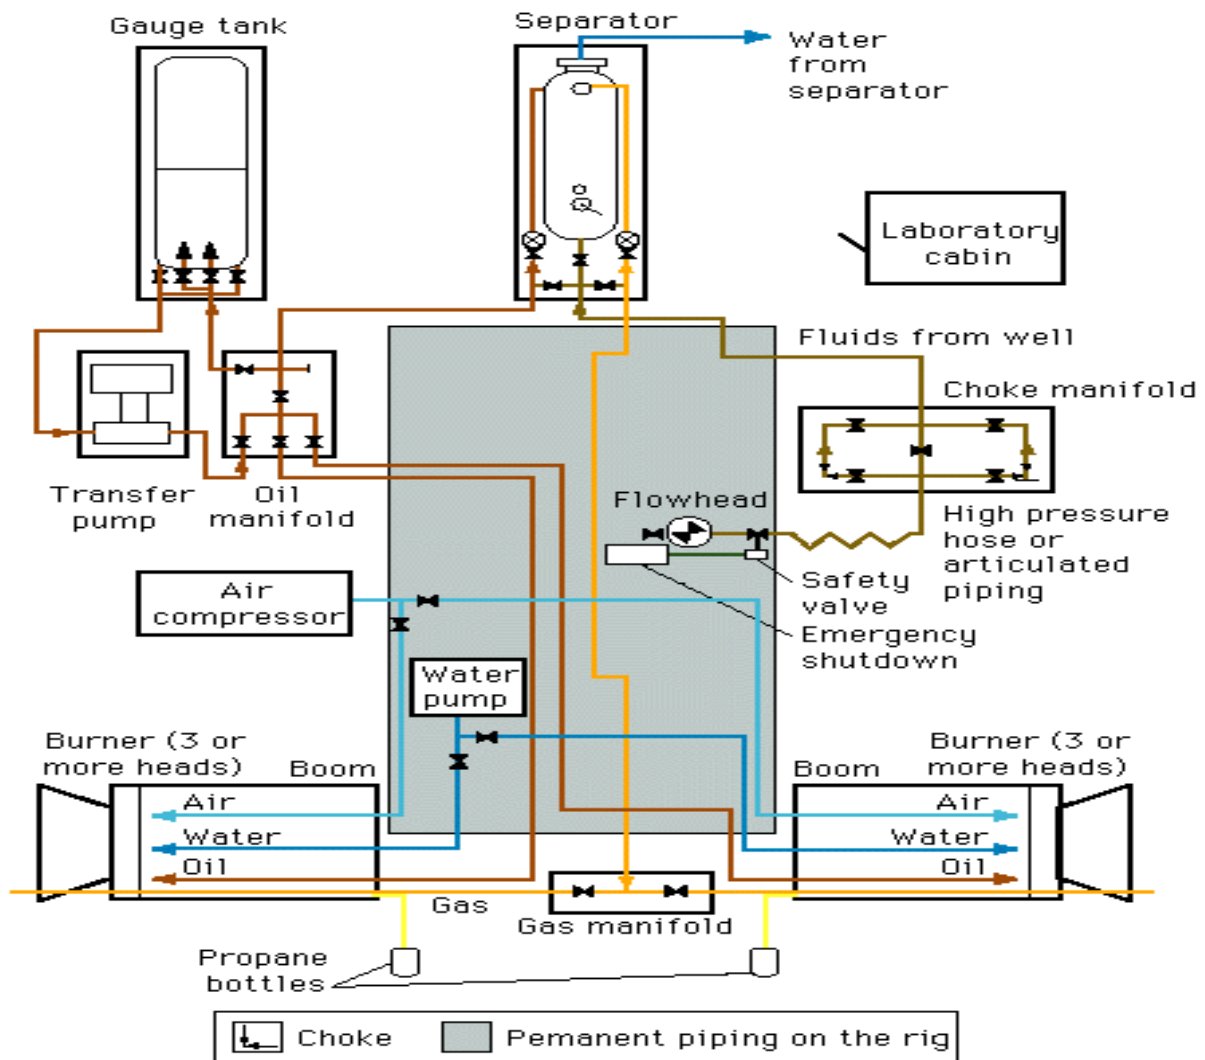 Gauge tank
Separator
Water
from
separator
Laboratory
cabin
Fluids from well
Choke manifold
Transfer
pump
Oil
manifold
Flowhead
High pressure
hose or
articulated
piping
Safety
valve
Emergency
shutdown
Air
compressor
Water
pump
Burner (3 or
more heads)
Boom
Boom
Burner (3 or
more heads)
Air
Water
Oil
Air
Water
Oil
Gas
Gas manifold
Propane
bottles
Choke
Pemanent piping on the rig